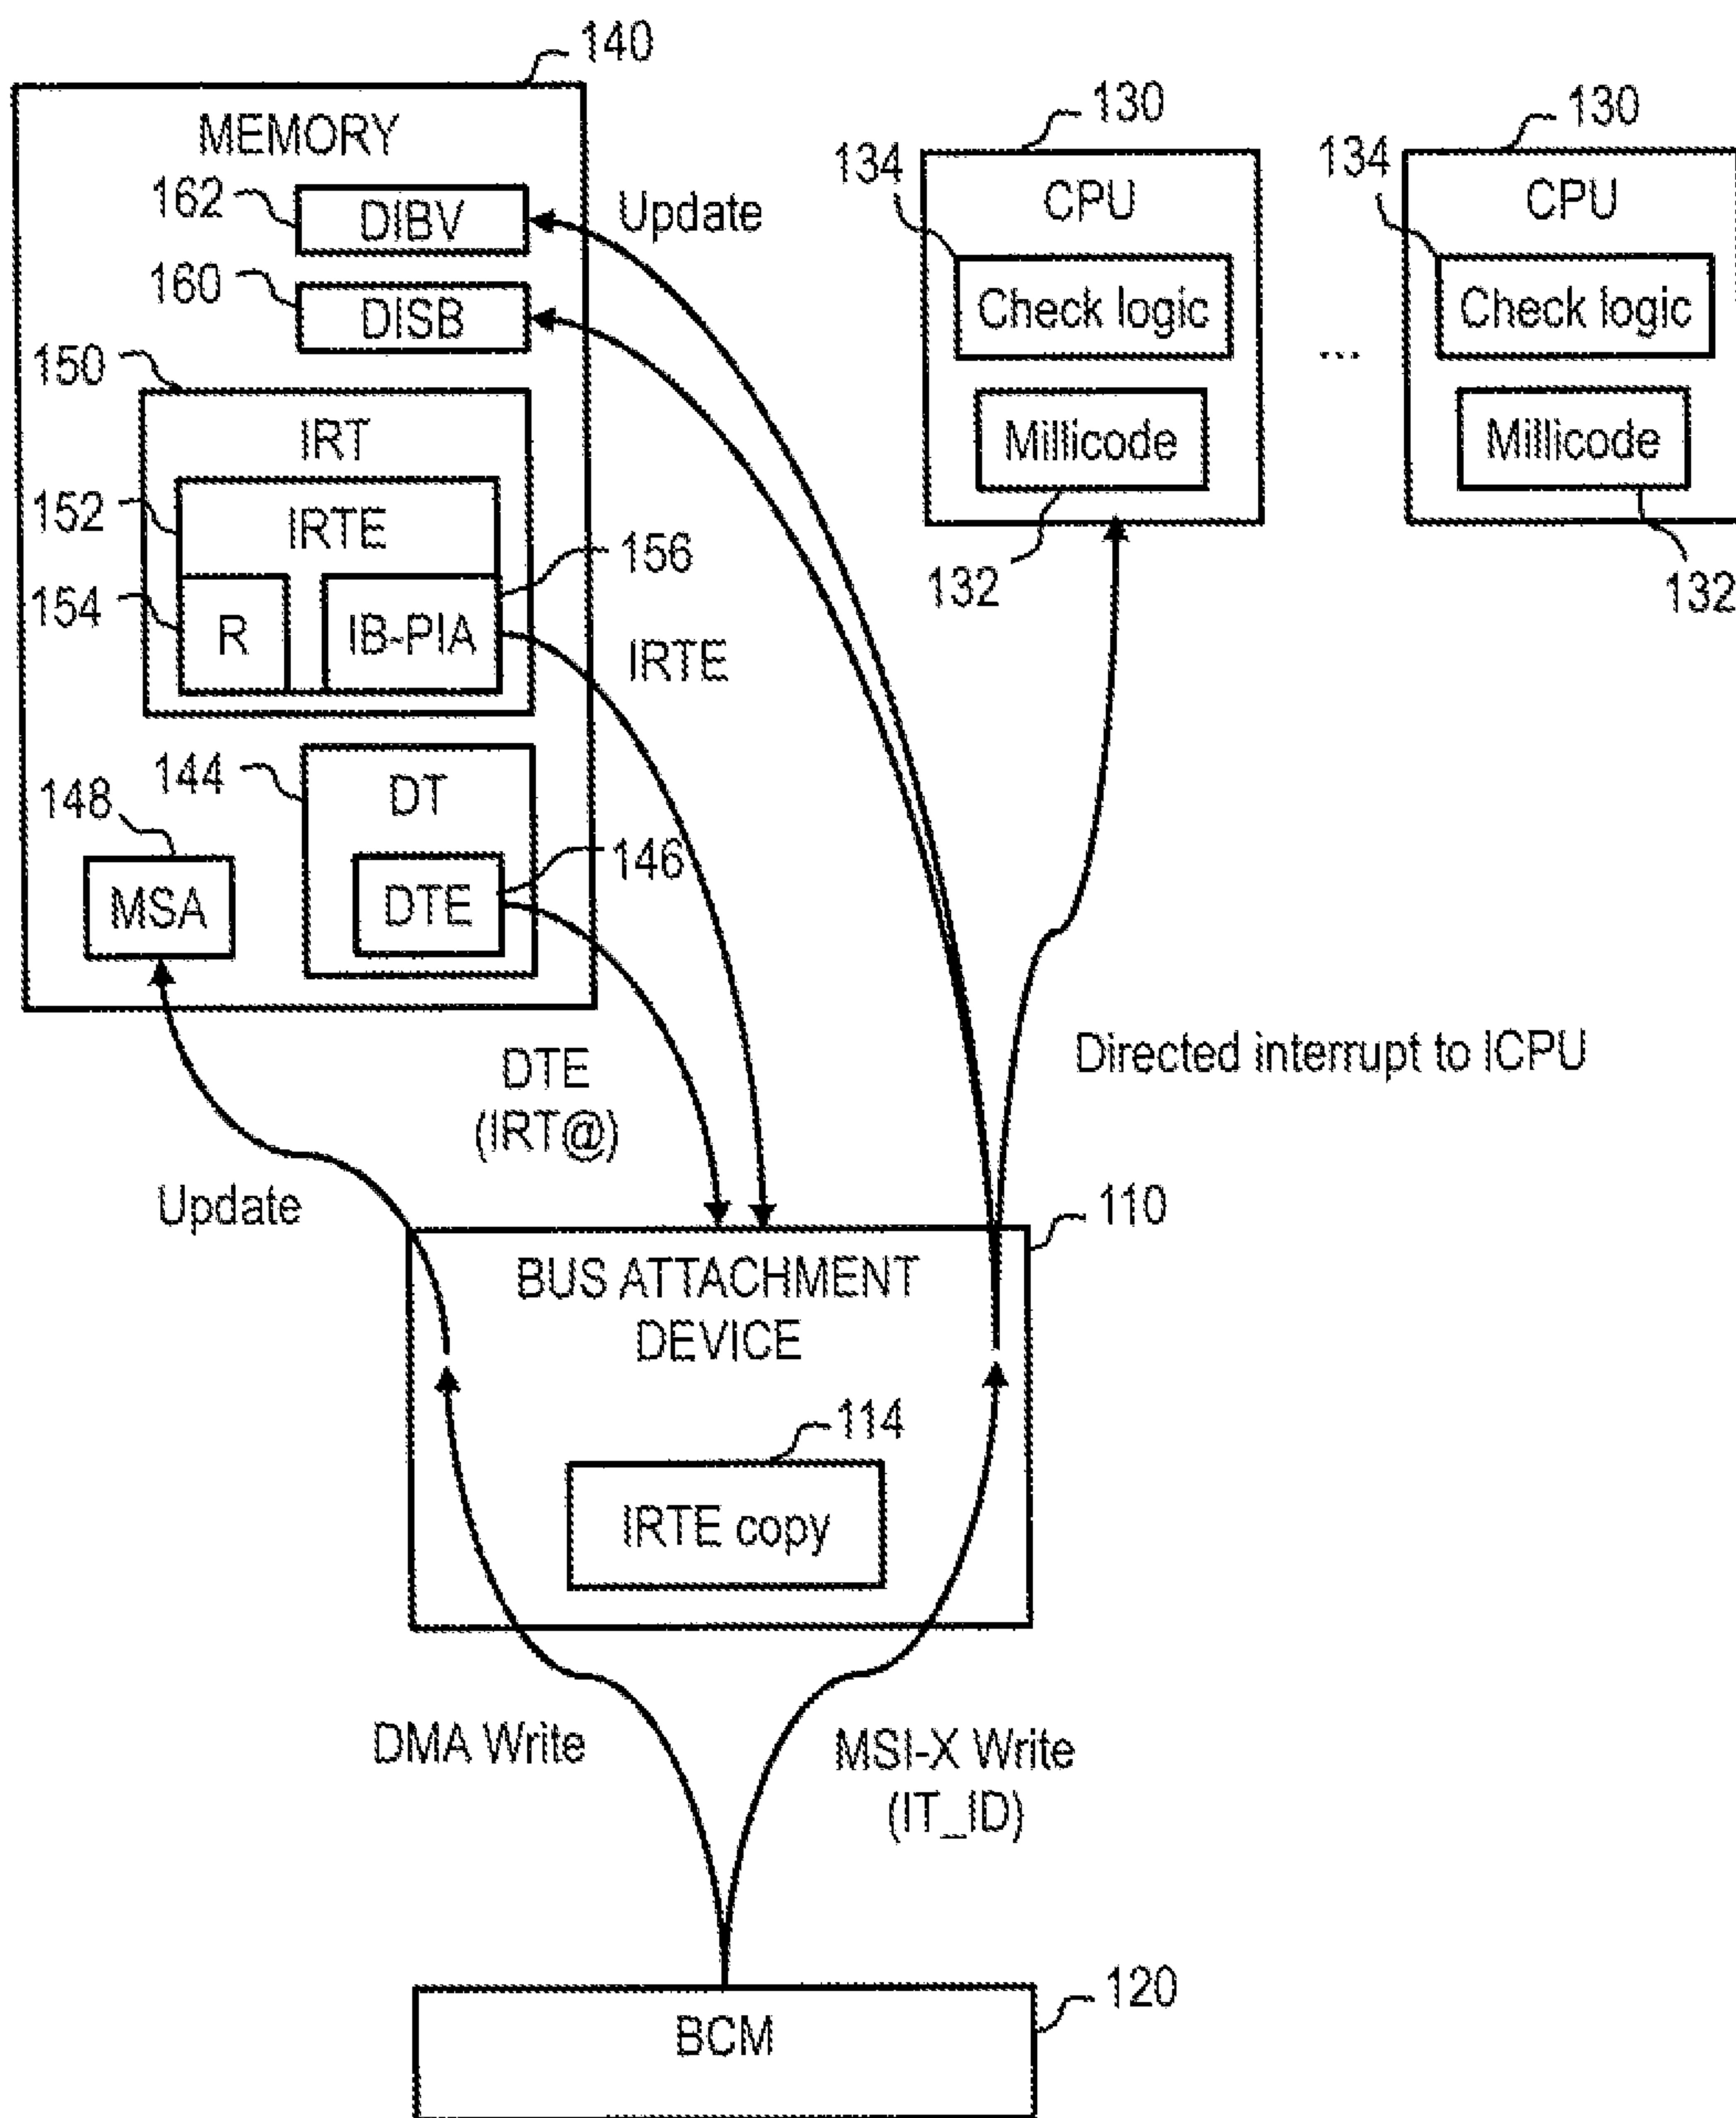 140
MEMORY
162
DIBV
Update
160
DISB
150
IRT
152
IRTE
156
154
R
IB-PIA
IRTE
144
DT
148
146
MSA
DTE
130
134
CPU
Check logic
Millicode
132
...
130
134
CPU
Check logic
Millicode
132
DTE
(IRT@)
Directed interrupt to ICPU
Update
110
BUS ATTACHMENT
DEVICE
114
IRTE copy
DMA Write
MSI-X Write
(IT_ID)
120
BCM